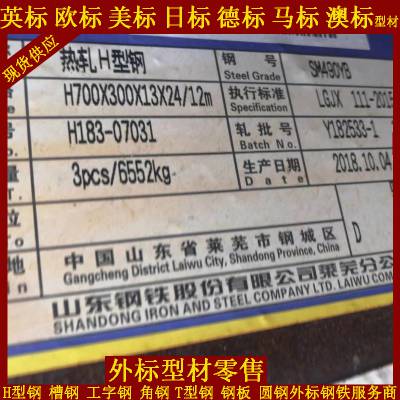 英标 欧标 美标 日标 德标 马标 澳标型材
现货供应
热轧H型钢
钢号
Steel Grade
SM490YB
H700X300X13X24/12m
执行标准
Specification
LGJX 111-2015
H183-07031
轧批号
Batch No.
Y182533-1
3pcs/6552kg
生产日期
Date
2018.10.04
中国山东省莱芜市钢城区
Gangcheng District Laiwu City, Shandong Province, China.
D
山东钢铁股份有限公司莱芜分公
SHANDONG IRON AND STEEL COMPANY LTD. LAIWU COMP
外标型材零售
H型钢 槽钢 工字钢 角钢 T型钢 钢板 圆钢外标钢铁服务商